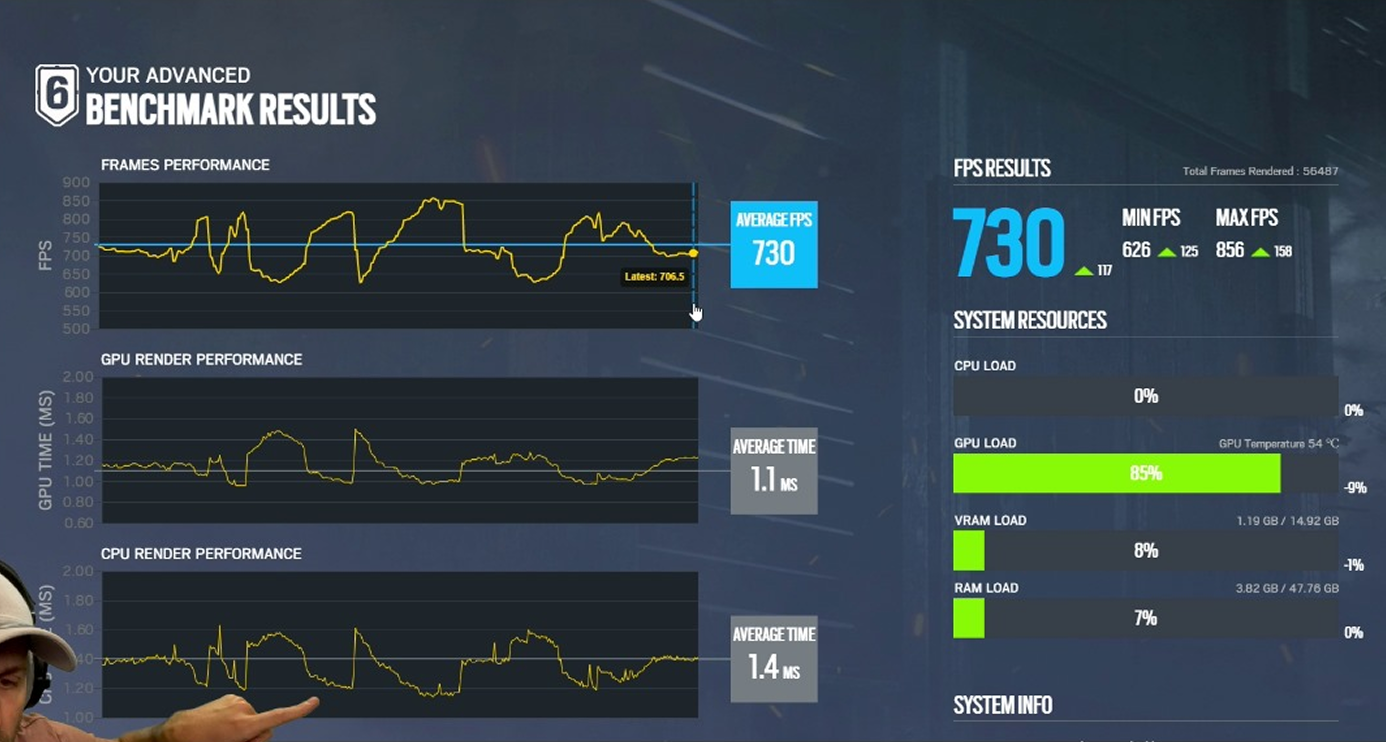 6
YOUR ADVANCED
BENCHMARK RESULTS
FRAMES PERFORMANCE
FPS
900
850
800
750
700
650
600
550
500
Latest: 706.5
AVERAGE FPS
730
GPU RENDER PERFORMANCE
GPU TIME (MS)
2.00
1.80
1.60
1.40
1.20
1.00
0.80
0.60
AVERAGE TIME
1.1 MS
CPU RENDER PERFORMANCE
(MS)
2.00
1.80
1.60
40
1.20
1.00
AVERAGE TIME
1.4 MS
FPS RESULTS
Total Frames Rendered : 55487
730
117
MIN FPS
626 125
MAX FPS
856 158
SYSTEM RESOURCES
CPU LOAD
0%
0%
GPU LOAD
GPU Temperature 54 °C
85%
-9%
VRAM LOAD
1.19 GB / 14.92 GB
8%
-1%
RAM LOAD
3.82 GB / 47.76 GB
7%
0%
SYSTEM INFO